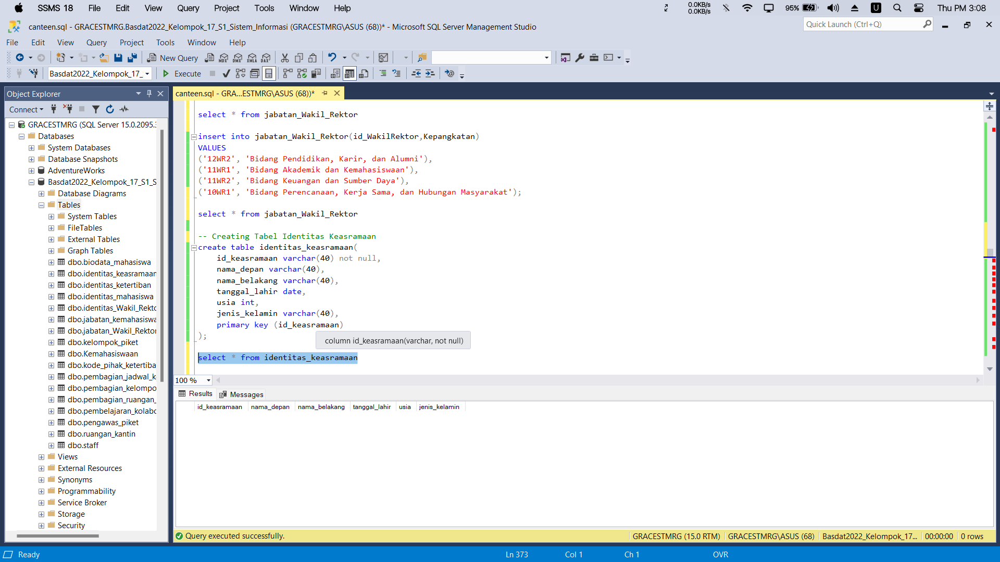 SSMS 18 File Edit View Query Project Tools Window Help 0.0KB/s 0.0KB/s 95% U Thu PM 3:08
canteen.sql - GRACESTMRG.Basdat2022_Kelompok_17_S1_Sistem_Informasi (GRACESTMRG\ASUS (68))* - Microsoft SQL Server Management Studio
Quick Launch (Ctrl+Q)
File Edit View Query Project Tools Window Help
New Query MDX DMX XMLA DAX
Basdat2022_Kelompok_17_ Execute
Object Explorer
Connect
GRACESTMRG (SQL Server 15.0.2095.3
Databases
System Databases
Database Snapshots
AdventureWorks
Basdat2022_Kelompok_17_S1_S
Database Diagrams
Tables
System Tables
FileTables
External Tables
Graph Tables
dbo.biodata_mahasiswa
dbo.identitas_keasramaan
dbo.identitas_ketertiban
dbo.identitas_mahasiswa
dbo.identitas_Wakil_Rekto
dbo.jabatan_kemahasiswa
dbo.jabatan_Wakil_Rektor
dbo.kelompok_piket
dbo.Kemahasiswaan
dbo.kode_pihak_ketertiba
dbo.pembagian_jadwal_k
dbo.pembagian_kelompo
dbo.pembagian_ruangan_
dbo.pembelajaran_kolabo
dbo.pengawas_piket
dbo.ruangan_kantin
dbo.staff
Views
External Resources
Synonyms
Programmability
Service Broker
Storage
Security
canteen.sql - GRA...ESTMRG\ASUS (68))*
select * from jabatan_Wakil_Rektor
insert into jabatan_Wakil_Rektor(id_WakilRektor,Kepangkatan)
VALUES
('12WR2', 'Bidang Pendidikan, Karir, dan Alumni'),
('11WR1', 'Bidang Akademik dan Kemahasiswaan'),
('11WR2', 'Bidang Keuangan dan Sumber Daya'),
('10WR1', 'Bidang Perencanaan, Kerja Sama, dan Hubungan Masyarakat');
select * from jabatan_Wakil_Rektor
-- Creating Tabel Identitas Keasramaan
create table identitas_keasramaan(
id_keasramaan varchar(40) not null,
nama_depan varchar(40),
nama_belakang varchar(40),
tanggal_lahir date,
usia int,
jenis_kelamin varchar(40),
primary key (id_keasramaan)
);
column id_keasramaan(varchar, not null)
select * from identitas_keasramaan
100 %
Results Messages
id_keasramaan nama_depan nama_belakang tanggal_lahir usia jenis_kelamin
Query executed successfully. GRACESTMRG (15.0 RTM) GRACESTMRG\ASUS (68) Basdat2022_Kelompok_17... 00:00:00 0 rows
Ready Ln 373 Col 1 Ch 1 OVR